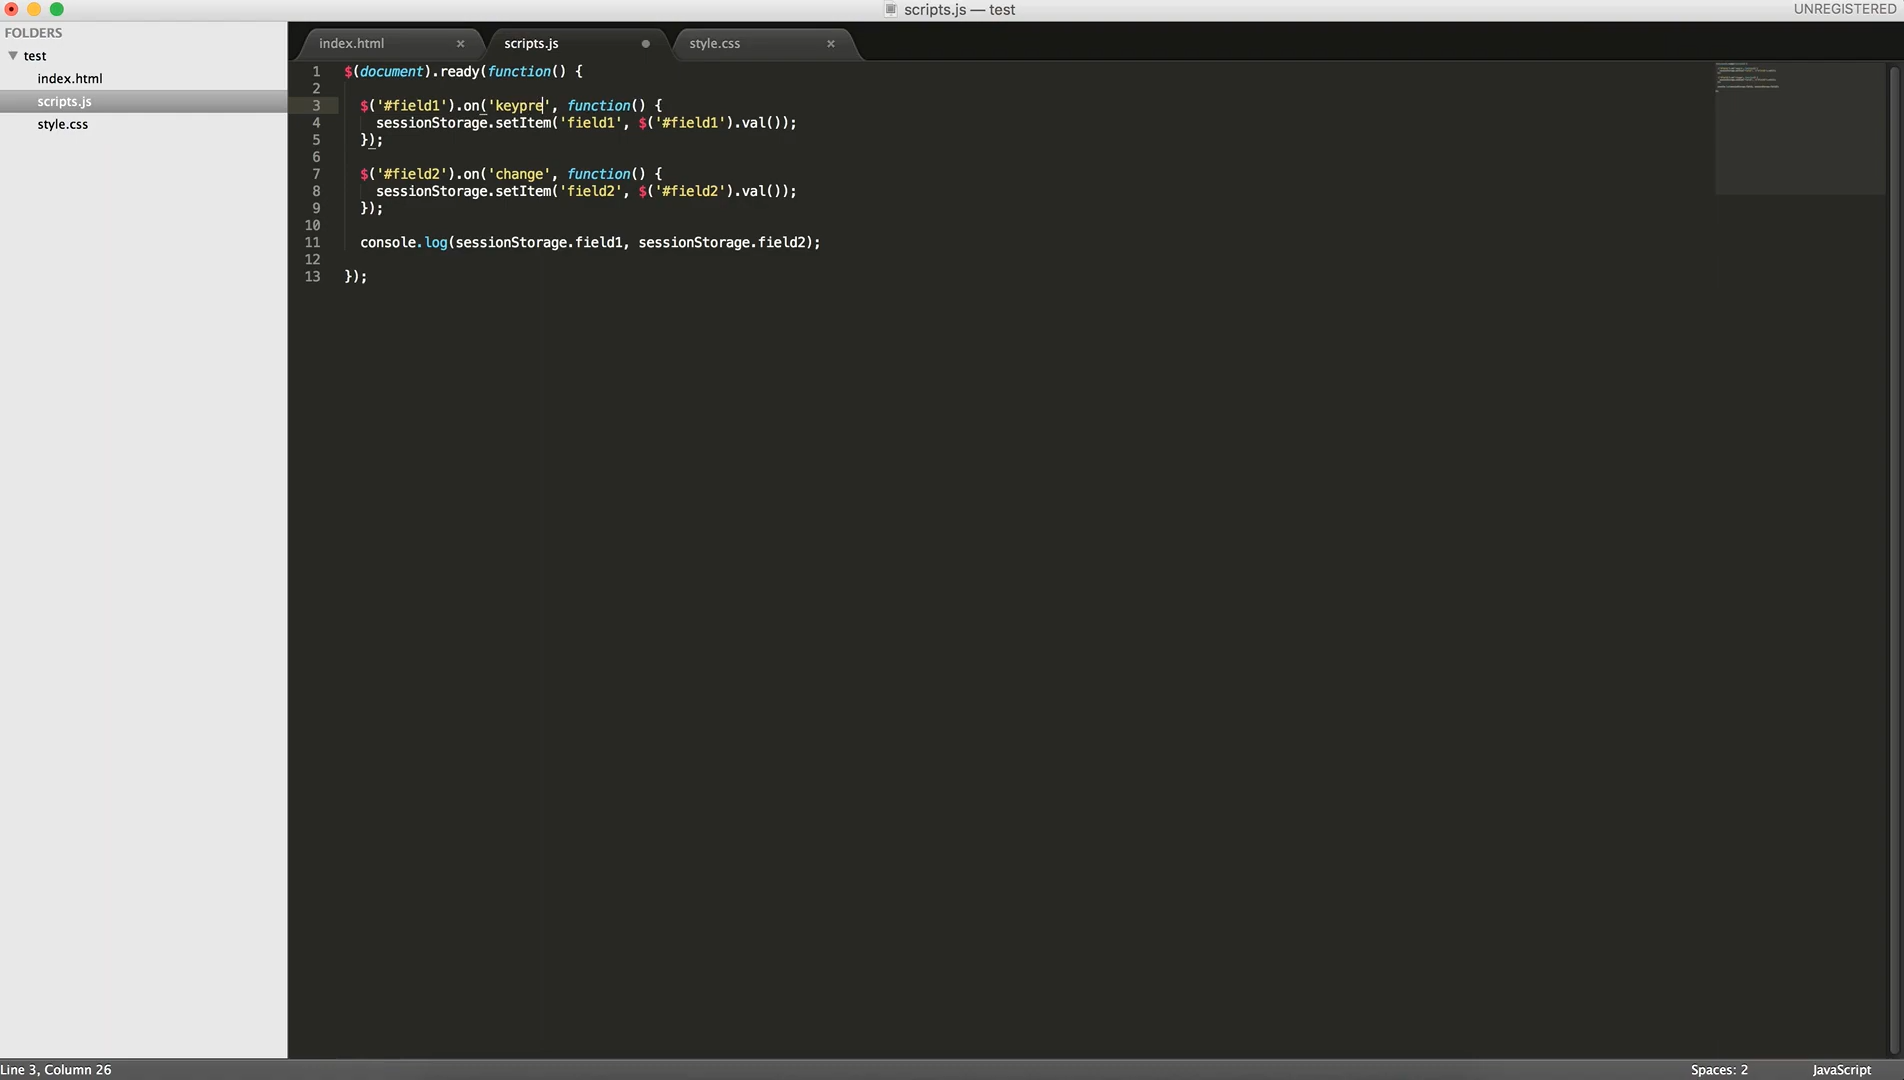 scripts.js — test
UNREGISTERED
FOLDERS
test
index.html
scripts.js
style.css
index.html × scripts.js style.css ×
1 $(document).ready(function() {
2
3 $('#field1').on('keypre', function() {
4 sessionStorage.setItem('field1', $('#field1').val());
5 });
6
7 $('#field2').on('change', function() {
8 sessionStorage.setItem('field2', $('#field2').val());
9 });
10
11 console.log(sessionStorage.field1, sessionStorage.field2);
12
13 });
Line 3, Column 26
Spaces: 2
JavaScript